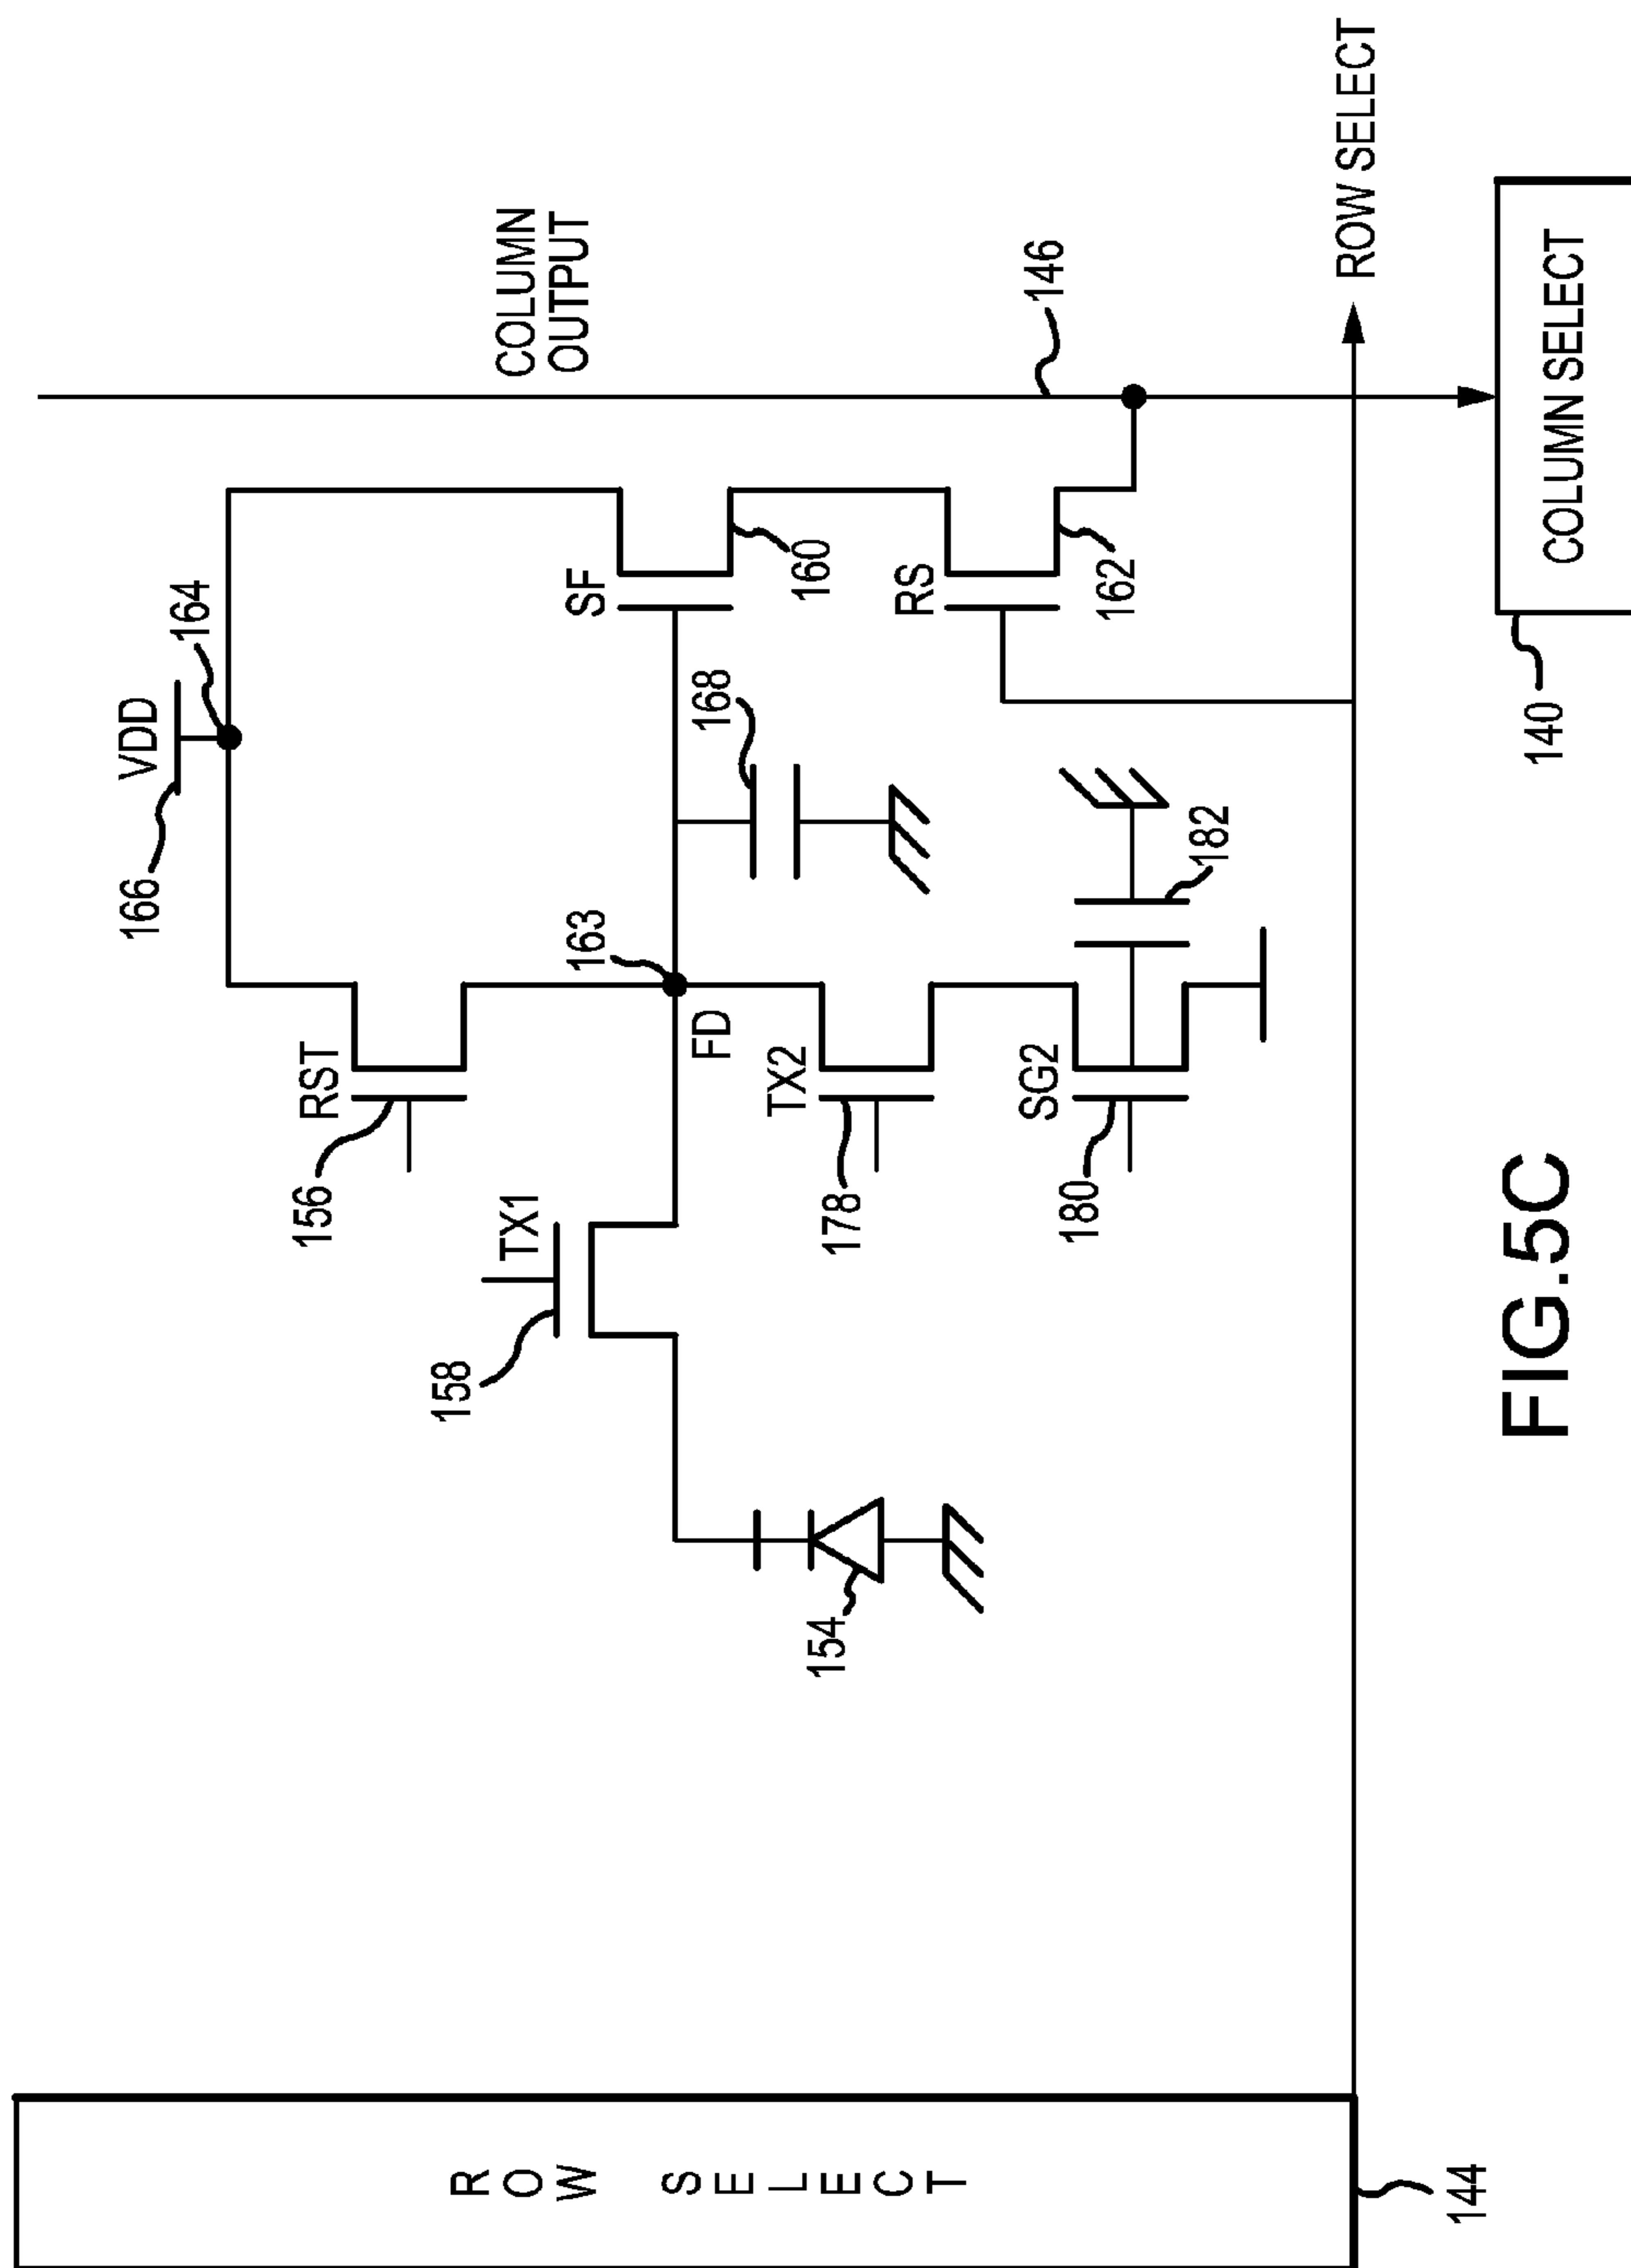 ROW SELECT
144
154
158
TX1
156
RST
166
VDD
164
163
FD
168
SF
160
COLUMN
OUTPUT
178
TX2
180
SG2
182
RS
162
146
ROW SELECT
140
COLUMN SELECT
FIG.5C